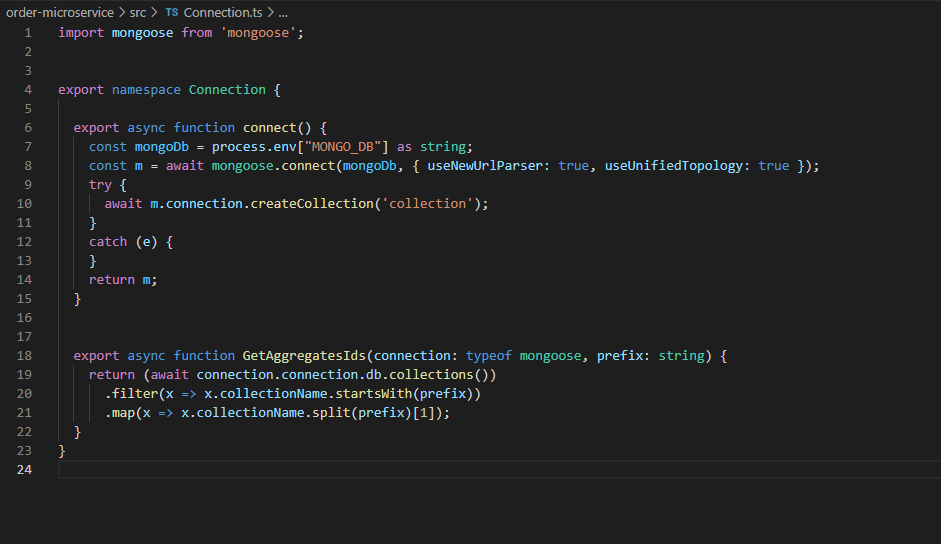 order-microservice > src > TS Connection.ts > ...
1 import mongoose from 'mongoose';
2
3
4 export namespace Connection {
5
6 export async function connect() {
7 const mongoDb = process.env["MONGO_DB"] as string;
8 const m = await mongoose.connect(mongoDb, { useNewUrlParser: true, useUnifiedTopology: true });
9 try {
10 await m.connection.createCollection('collection');
11 }
12 catch (e) {
13 }
14 return m;
15 }
16
17
18 export async function GetAggregatesIds(connection: typeof mongoose, prefix: string) {
19 return (await connection.connection.db.collections())
20 .filter(x => x.collectionName.startsWith(prefix))
21 .map(x => x.collectionName.split(prefix)[1]);
22 }
23 }
24